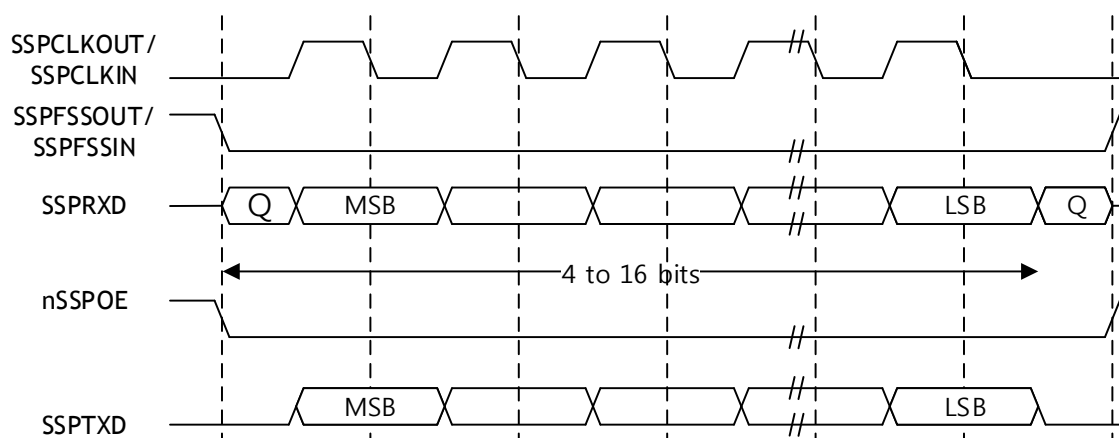 SSPCLKOUT/
SSPCLKIN
SSPFSSOUT/
SSPFSSIN
SSPRXD
Q
MSB
LSB
Q
4 to 16 bits
nSSPOE
SSPTXD
MSB
LSB